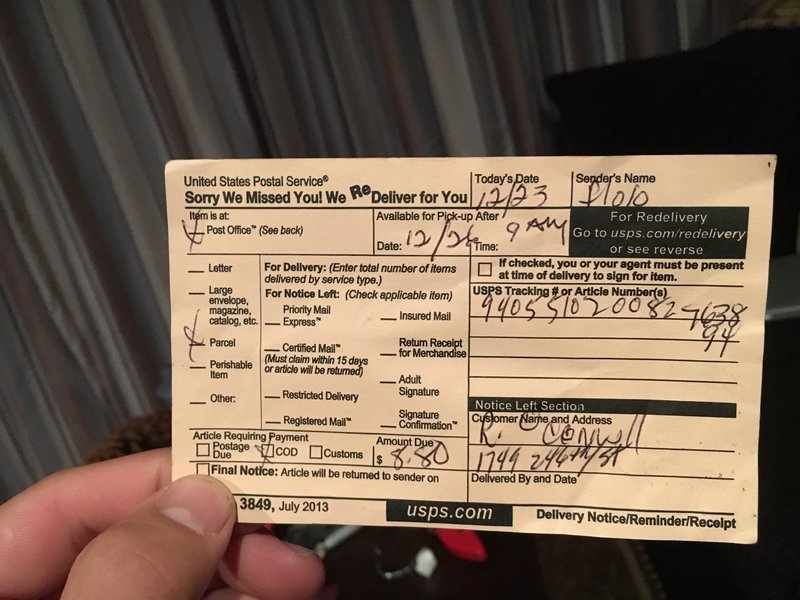 United States Postal Service®
Sorry We Missed You! We ReDeliver for You
Today's Date
12/23
Sender's Name
Item is at:
X Post Office™ (See back)
Available for Pick-up After
Date: 12/26 Time: 9 AM
For Redelivery
Go to usps.com/redelivery
or see reverse
Letter
Large
envelope,
magazine,
catalog, etc.
X Parcel
Perishable
Item
Other:
For Delivery: (Enter total number of items
delivered by service type.)
For Notice Left: (Check applicable item)
Priority Mail
Express™
Certified Mail™
(Must claim within 15 days
or article will be returned)
Restricted Delivery
Registered Mail™
Insured Mail
Return Receipt
for Merchandise
Adult
Signature
Signature
Confirmation™
If checked, you or your agent must be present
at time of delivery to sign for item.
USPS Tracking # or Article Number(s)
9405510200827638
94
Notice Left Section
Customer Name and Address
R. O'Connell
1749 246th St
Delivered By and Date
Article Requiring Payment
Postage
Due
X COD
Customs
Amount Due
$ 8.80
Final Notice: Article will be returned to sender on
3849, July 2013
usps.com
Delivery Notice/Reminder/Receipt